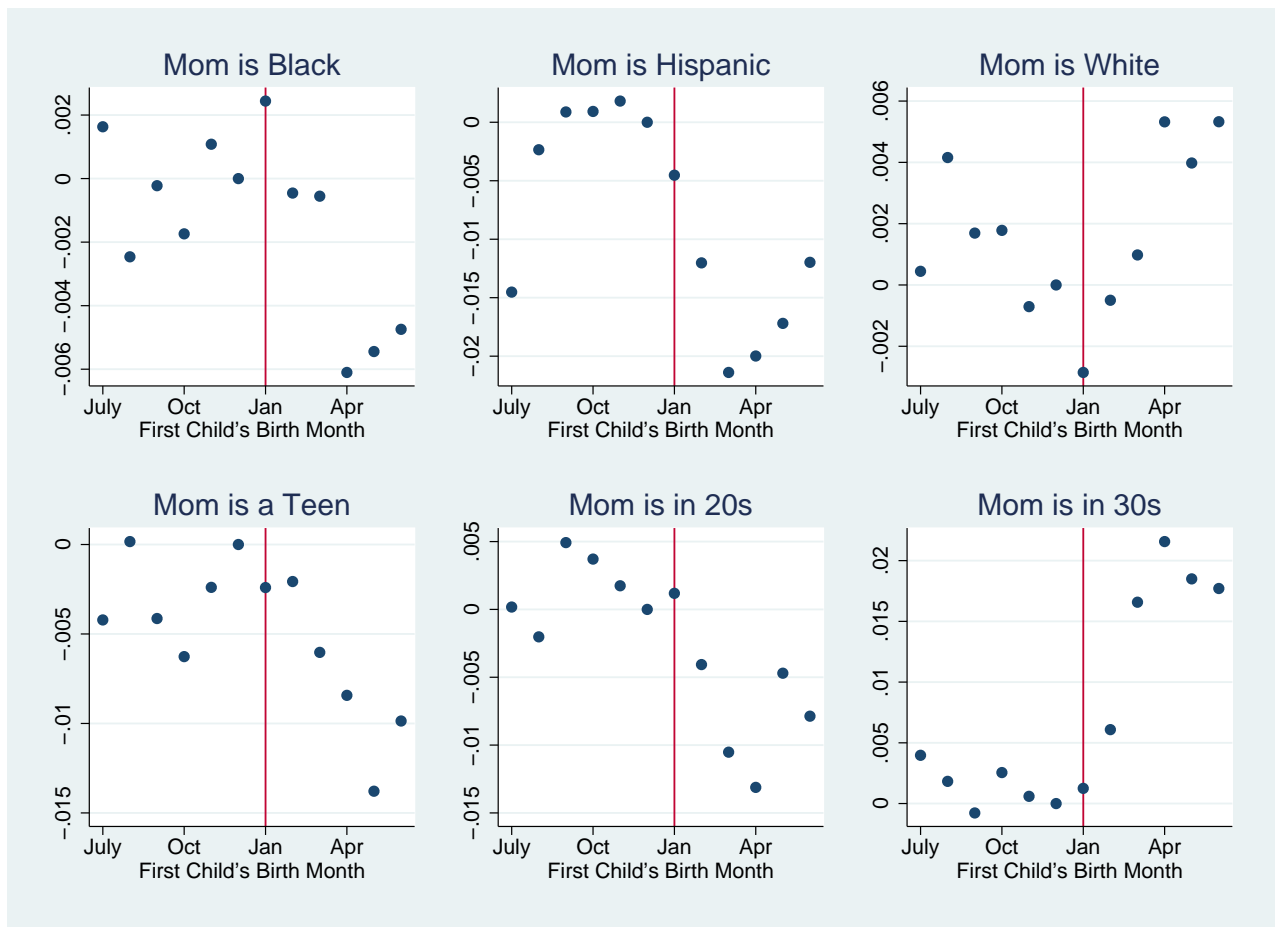 Mom is Black
.002
0
−.002
−.004
−.006
July Oct Jan Apr
First Child’s Birth Month
Mom is Hispanic
0
−.005
−.01
−.015
−.02
July Oct Jan Apr
First Child’s Birth Month
Mom is White
.006
.004
.002
0
−.002
July Oct Jan Apr
First Child’s Birth Month
Mom is a Teen
0
−.005
−.01
−.015
July Oct Jan Apr
First Child’s Birth Month
Mom is in 20s
.005
0
−.005
−.01
−.015
July Oct Jan Apr
First Child’s Birth Month
Mom is in 30s
.02
.015
.01
.005
0
July Oct Jan Apr
First Child’s Birth Month